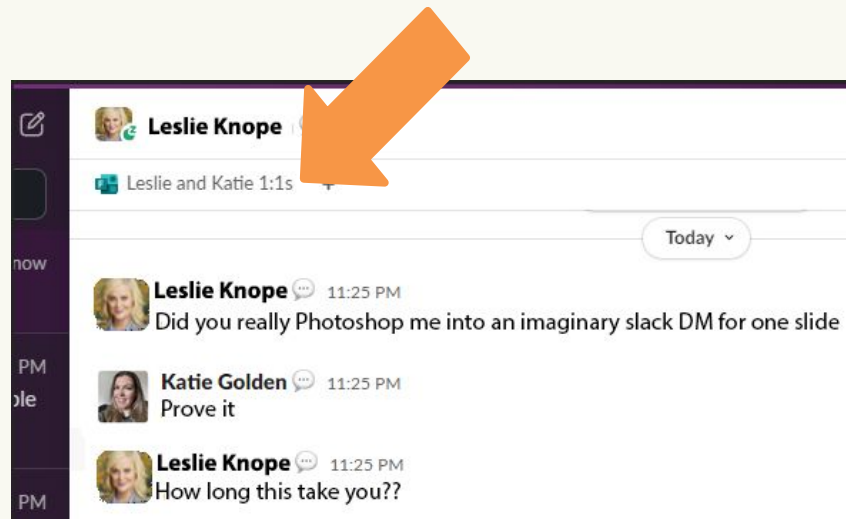 Leslie Knope
Leslie and Katie 1:1s +
Today
now
Leslie Knope 11:25 PM
Did you really Photoshop me into an imaginary slack DM for one slide
PM
Katie Golden 11:25 PM
Prove it
Leslie Knope 11:25 PM
How long this take you??
PM